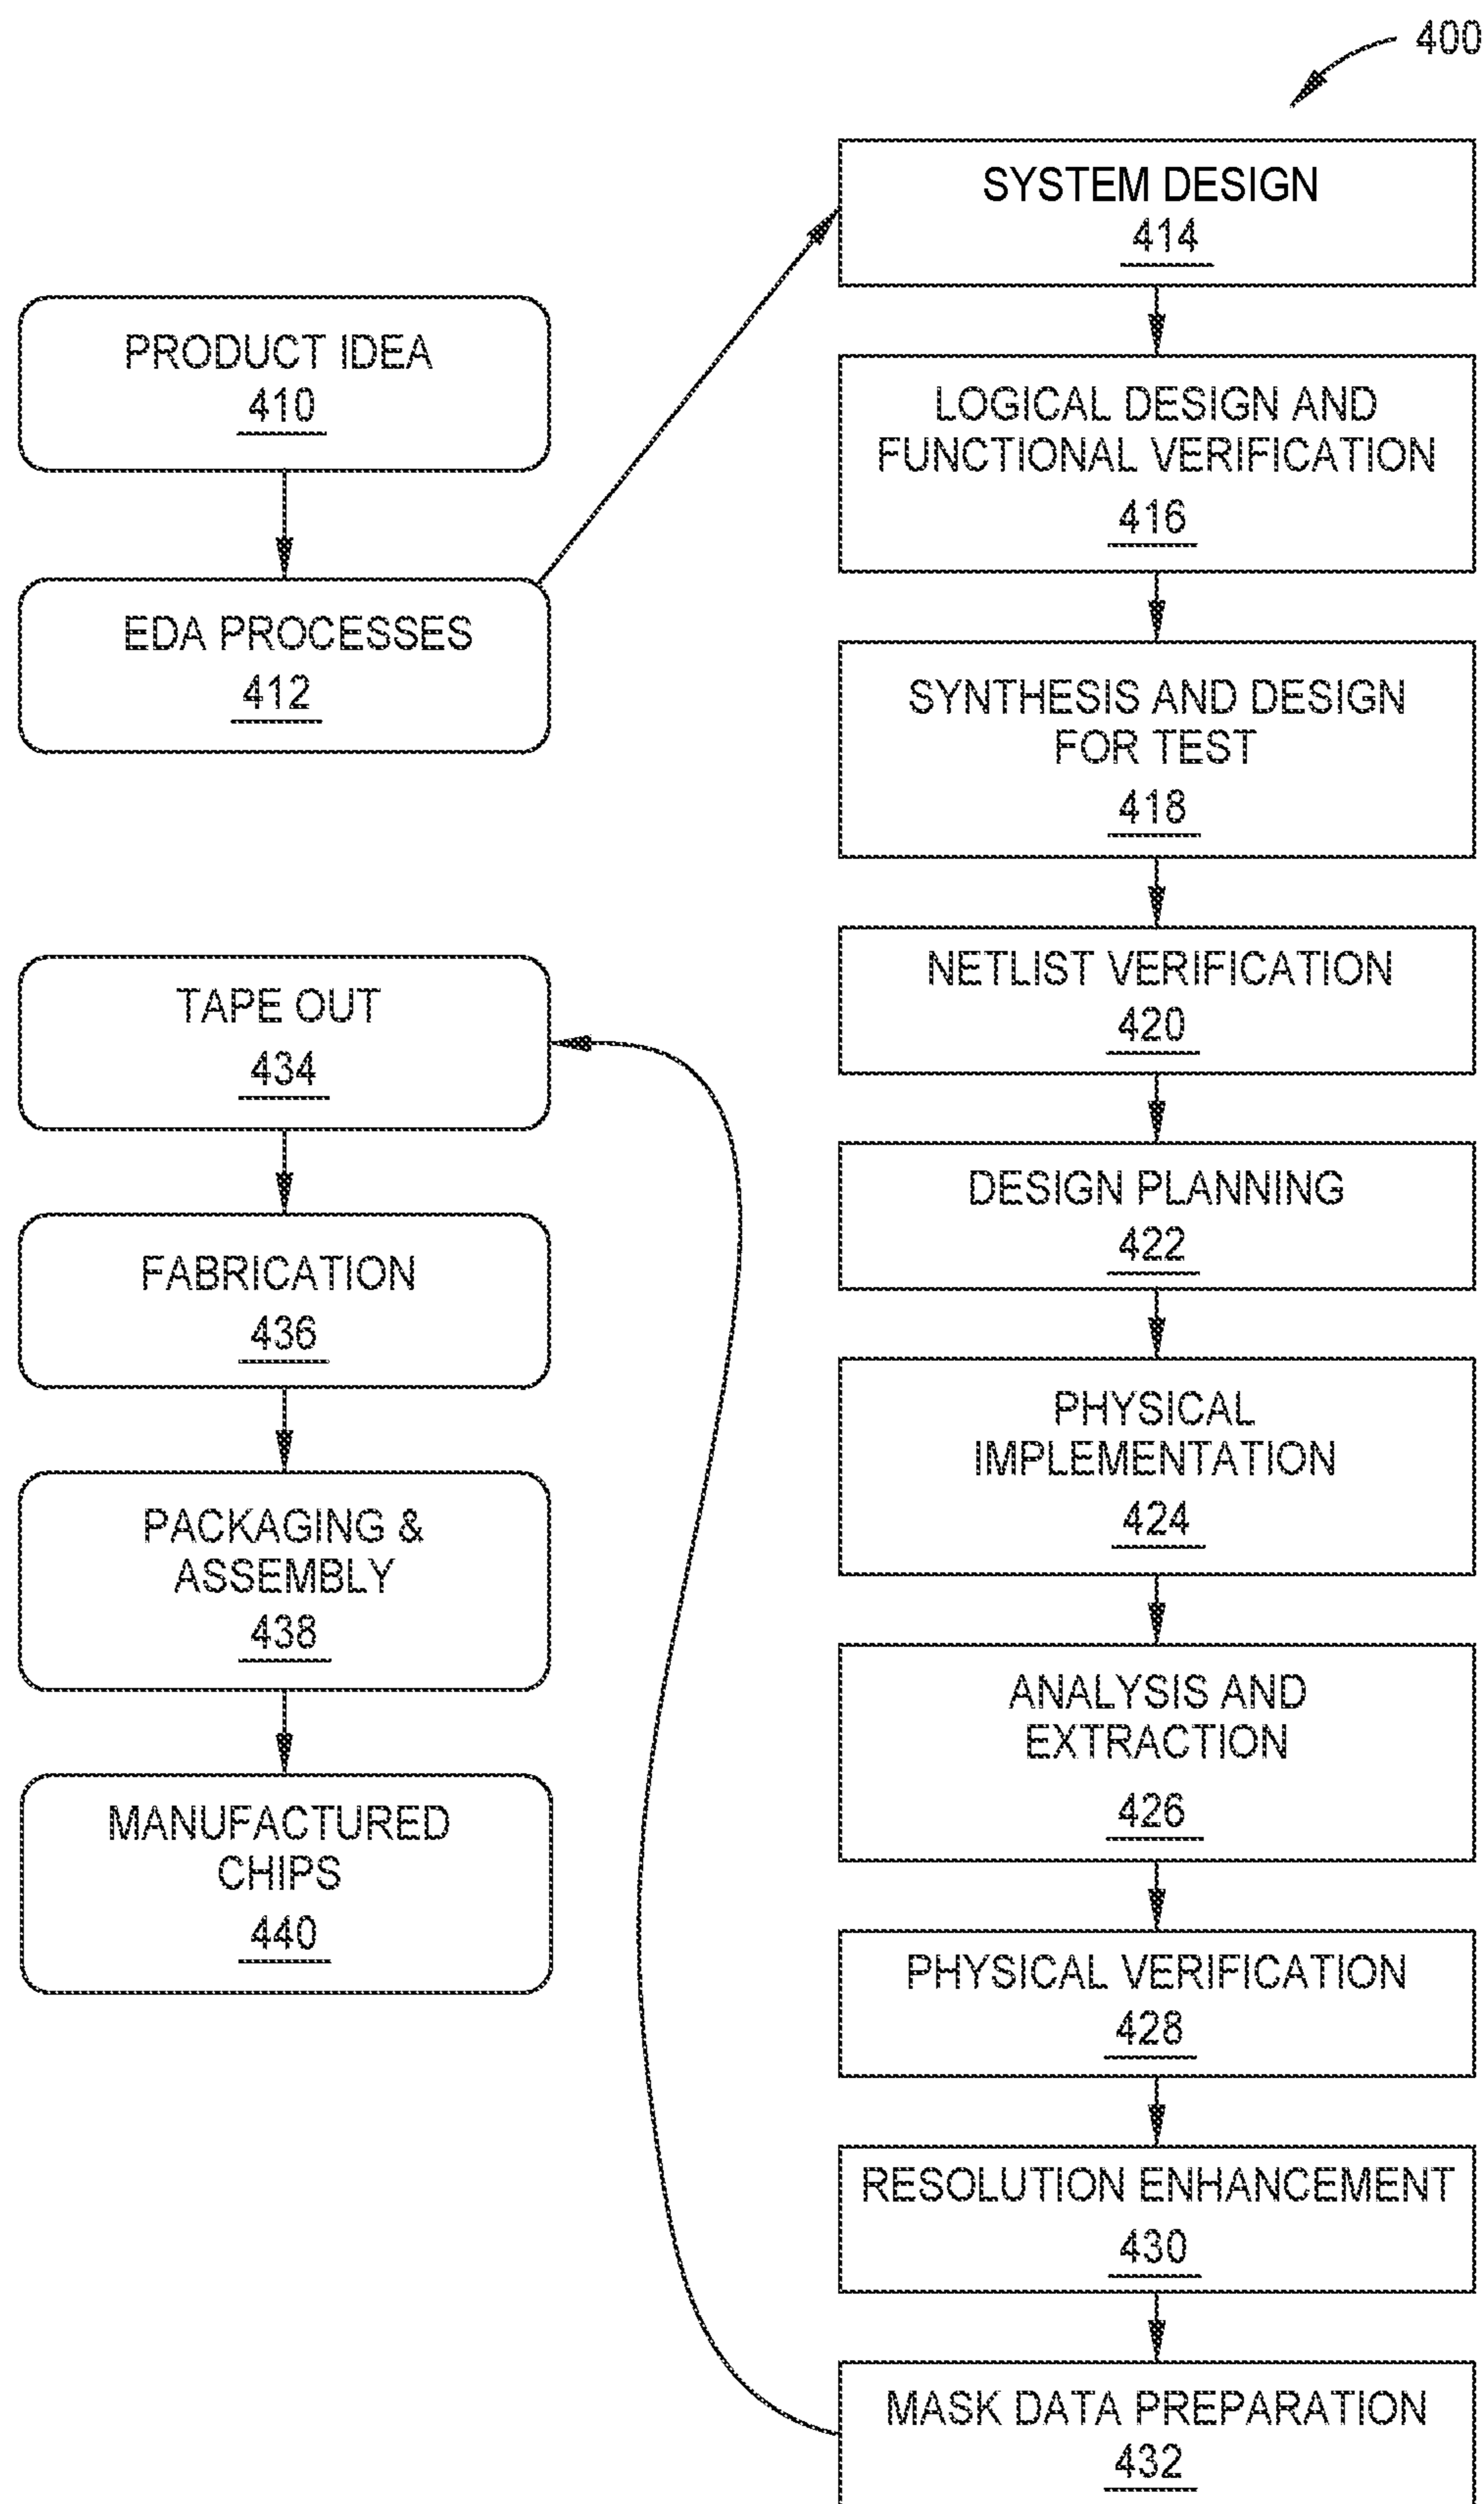 400
PRODUCT IDEA
410
EDA PROCESSES
412
SYSTEM DESIGN
414
LOGICAL DESIGN AND
FUNCTIONAL VERIFICATION
416
SYNTHESIS AND DESIGN
FOR TEST
418
NETLIST VERIFICATION
420
DESIGN PLANNING
422
PHYSICAL
IMPLEMENTATION
424
ANALYSIS AND
EXTRACTION
426
PHYSICAL VERIFICATION
428
RESOLUTION ENHANCEMENT
430
MASK DATA PREPARATION
432
TAPE OUT
434
FABRICATION
436
PACKAGING &
ASSEMBLY
438
MANUFACTURED
CHIPS
440